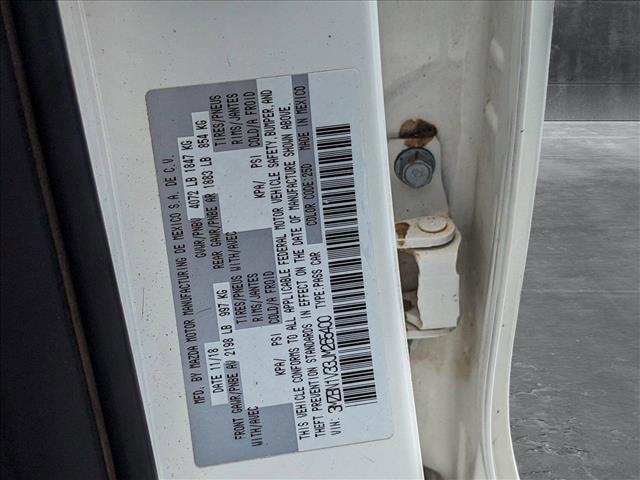 MFD. BY MAZDA MOTOR MANUFACTURING DE MEXICO S.A. DE C.V.
DATE 11/18 GVWR/PNBV 4072 LB 1847 KG
FRONT GAWR/PNBE AV 2198 LB 997 KG REAR GAWR/PNBE AR 1883 LB 854 KG
WITH/AVEC TIRES/PNEUS WITH/AVEC TIRES/PNEUS
RIMS/JANTES RIMS/JANTES
KPA/ PSI COLD/A FROID KPA/ PSI COLD/A FROID
THIS VEHICLE CONFORMS TO ALL APPLICABLE FEDERAL MOTOR VEHICLE SAFETY, BUMPER, AND
THEFT PREVENTION STANDARDS IN EFFECT ON THE DATE OF MANUFACTURE SHOWN ABOVE.
VIN: 3MZBN1V33JM265400 TYPE:PASS CAR COLOR CODE:25D MADE IN MEXICO